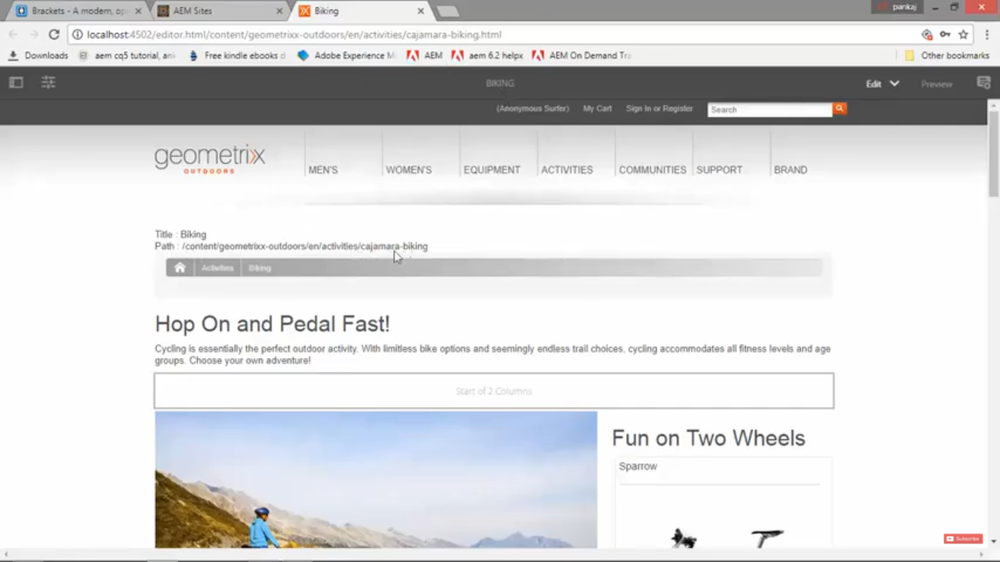 Brackets - A modern, op
AEM Sites
Biking
pankaj
localhost:4502/editor.html/content/geometrixx-outdoors/en/activities/cajamara-biking.html
Downloads
aem cq5 tutorial, an
Free kindle ebooks
Adobe Experience M
AEM
aem 6.2 helpx
AEM On Demand Tra
Other bookmarks
BIKING
Edit
Preview
(Anonymous Surfer)
My Cart
Sign In or Register
Search
geometrixx
OUTDOORS
MEN'S
WOMEN'S
EQUIPMENT
ACTIVITIES
COMMUNITIES
SUPPORT
BRAND
Title : Biking
Path : /content/geometrixx-outdoors/en/activities/cajamara-biking
Activities
Biking
Hop On and Pedal Fast!
Cycling is essentially the perfect outdoor activity. With limitless bike options and seemingly endless trail choices, cycling accommodates all fitness levels and age
groups. Choose your own adventure!
Start of 2 Columns
Fun on Two Wheels
Sparrow
Subscribe